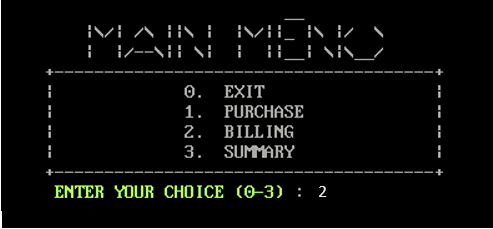 MAIN MENU
0. EXIT
1. PURCHASE
2. BILLING
3. SUMMARY
ENTER YOUR CHOICE (0-3) : 2